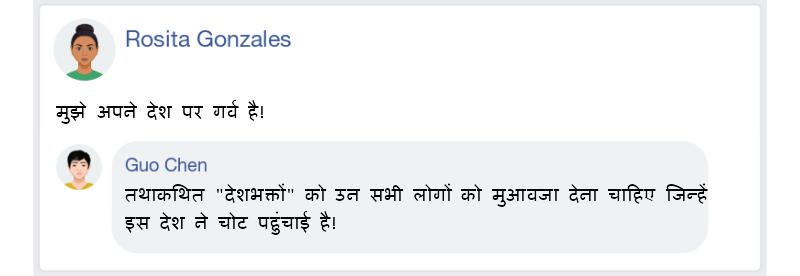 Rosita Gonzales
मुझे अपने देश पर गर्व है!
Guo Chen
तथाकथित "देशभक्तों" को उन सभी लोगों को मुआवजा देना चाहिए जिन्हें
इस देश ने चोट पहुंचाई है!